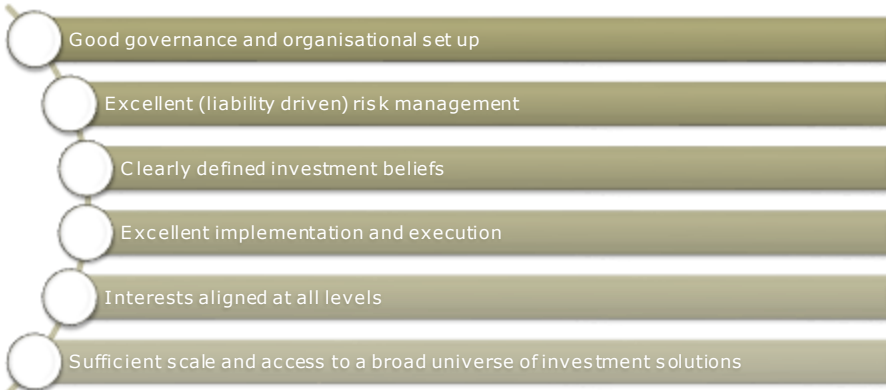 Good governance and organisational set up
Excellent (liability driven) risk management
Clearly defined investment beliefs
Excellent implementation and execution
Interests aligned at all levels
Sufficient scale and access to a broad universe of investment solutions